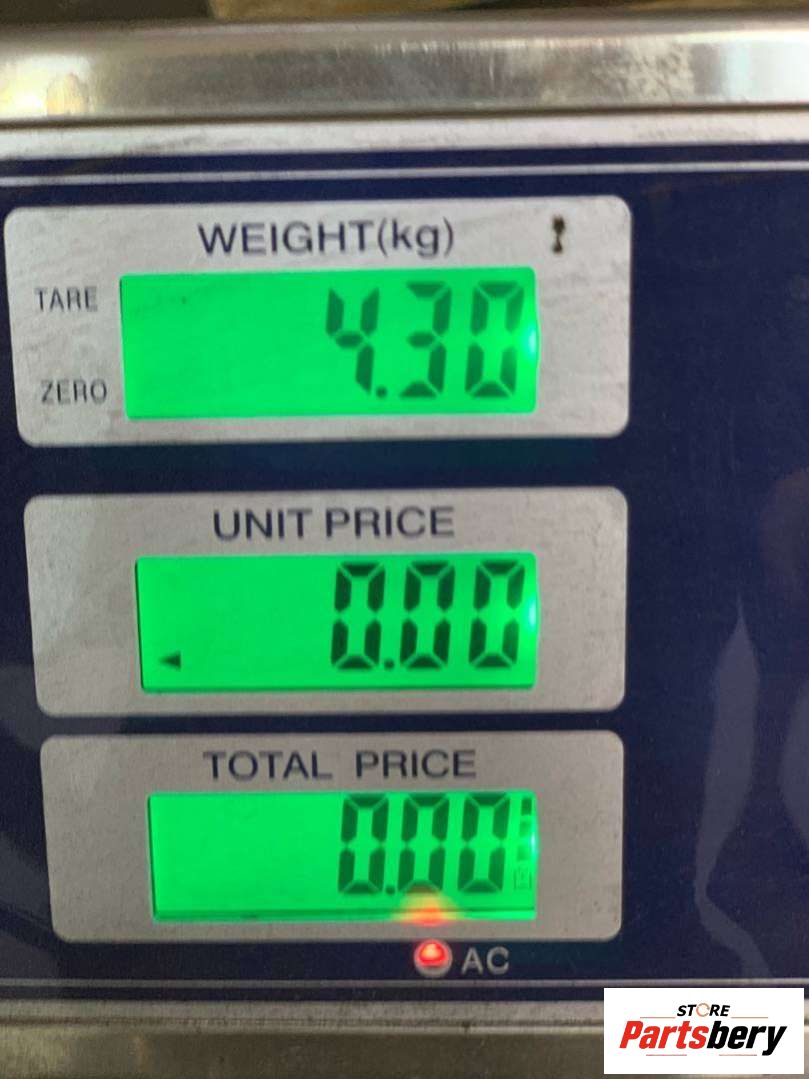 WEIGHT(kg)
TARE
4.30
ZERO
UNIT PRICE
0.00
TOTAL PRICE
0.00
AC
STORE
Partsbery